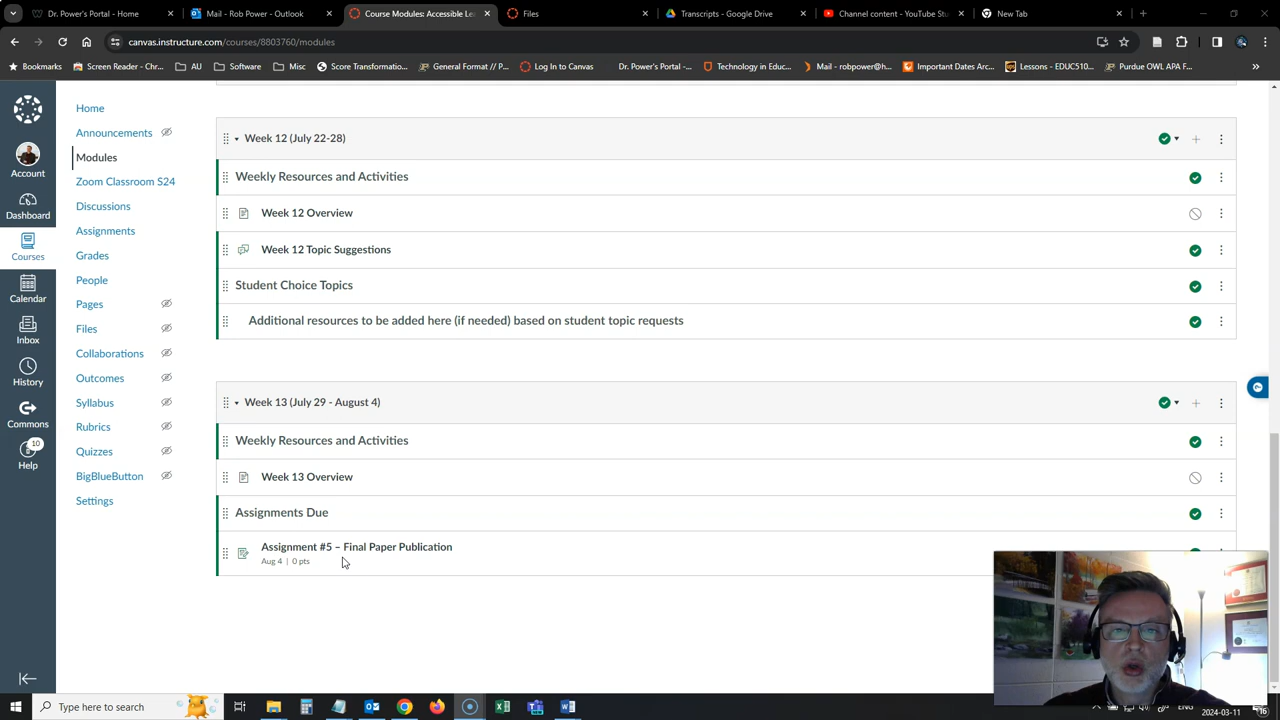 Dr. Power's Portal - Home
Mail - Rob Power - Outlook
Course Modules: Accessible Le
Files
Transcripts - Google Drive
Channel content - YouTube Stu
New Tab
canvas.instructure.com/courses/8803760/modules
Bookmarks
Screen Reader - Chr...
AU
Software
Misc
Score Transformatio...
General Format // P...
Log In to Canvas
Dr. Power's Portal -...
Technology in Educ...
Mail - robpower@h...
Important Dates Ar...
Lessons - EDUC510...
Purdue OWL APA F...
Account
Dashboard
Courses
Calendar
Inbox
History
Commons
10
Help
Home
Announcements
Modules
Zoom Classroom S24
Discussions
Assignments
Grades
People
Pages
Files
Collaborations
Outcomes
Syllabus
Rubrics
Quizzes
BigBlueButton
Settings
Week 12 (July 22-28)
Weekly Resources and Activities
Week 12 Overview
Week 12 Topic Suggestions
Student Choice Topics
Additional resources to be added here (if needed) based on student topic requests
Week 13 (July 29 - August 4)
Weekly Resources and Activities
Week 13 Overview
Assignments Due
Assignment #5 – Final Paper Publication
Aug 4 | 0 pts
Type here to search
2024-03-11